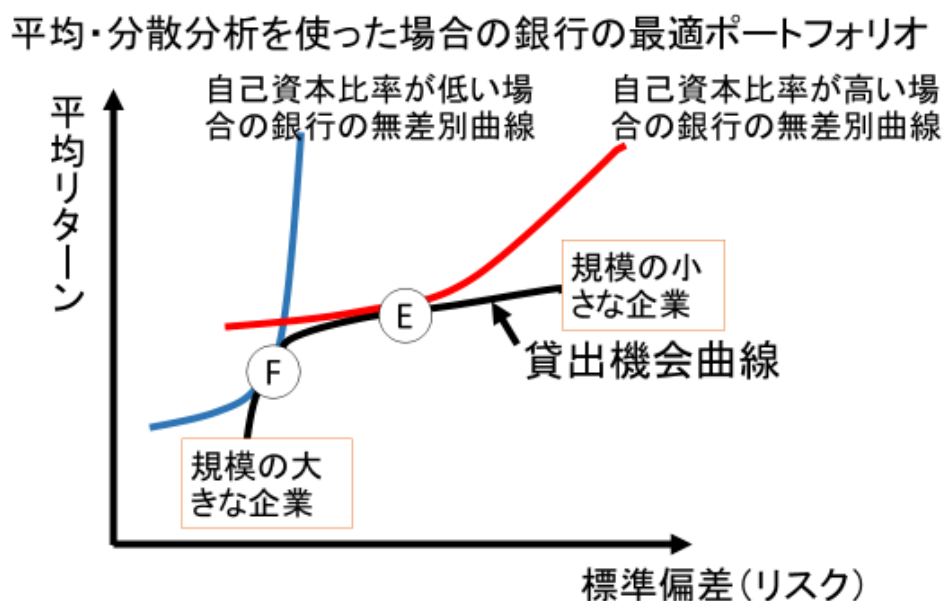 平均・分散分析を使った場合の銀行の最適ポートフォリオ
自己資本比率が低い場
合の銀行の無差別曲線
自己資本比率が高い場
合の銀行の無差別曲線
平均リターン
規模の小
さな企業
E
貸出機会曲線
F
規模の大
きな企業
標準偏差(リスク)